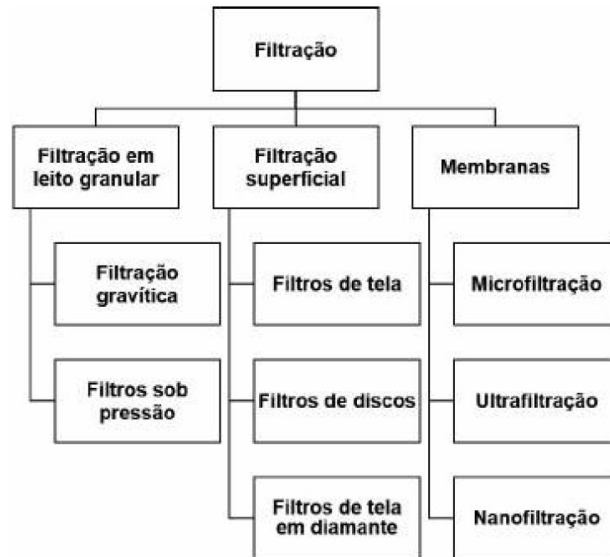 Filtração
Filtração em
leito granular
Filtração
superficial
Membranas
Filtração
gravítica
Filtros de tela
Microfiltração
Filtros sob
pressão
Filtros de discos
Ultrafiltração
Filtros de tela
em diamante
Nanofiltração